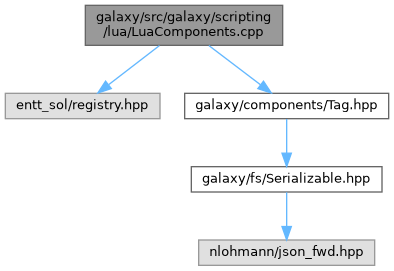 galaxy/src/galaxy/scripting
/lua/LuaComponents.cpp
entt_sol/registry.hpp
galaxy/components/Tag.hpp
galaxy/fs/Serializable.hpp
nlohmann/json_fwd.hpp